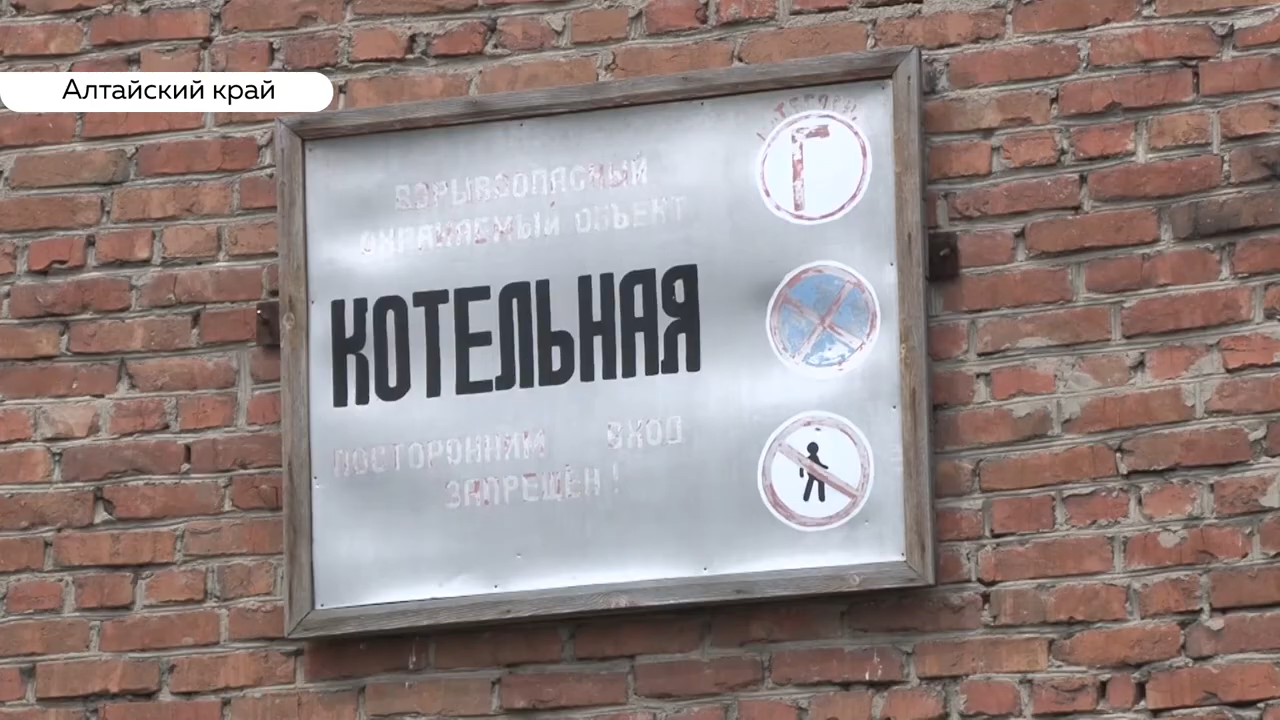 Алтайский край
ВЗРЫВООПАСНЫЙ
ОХРАНЯЕМЫЙ ОБЪЕКТ
Г
КОТЕЛЬНАЯ
ПОСТОРОННИМ ВХОД
ЗАПРЕЩЁН!